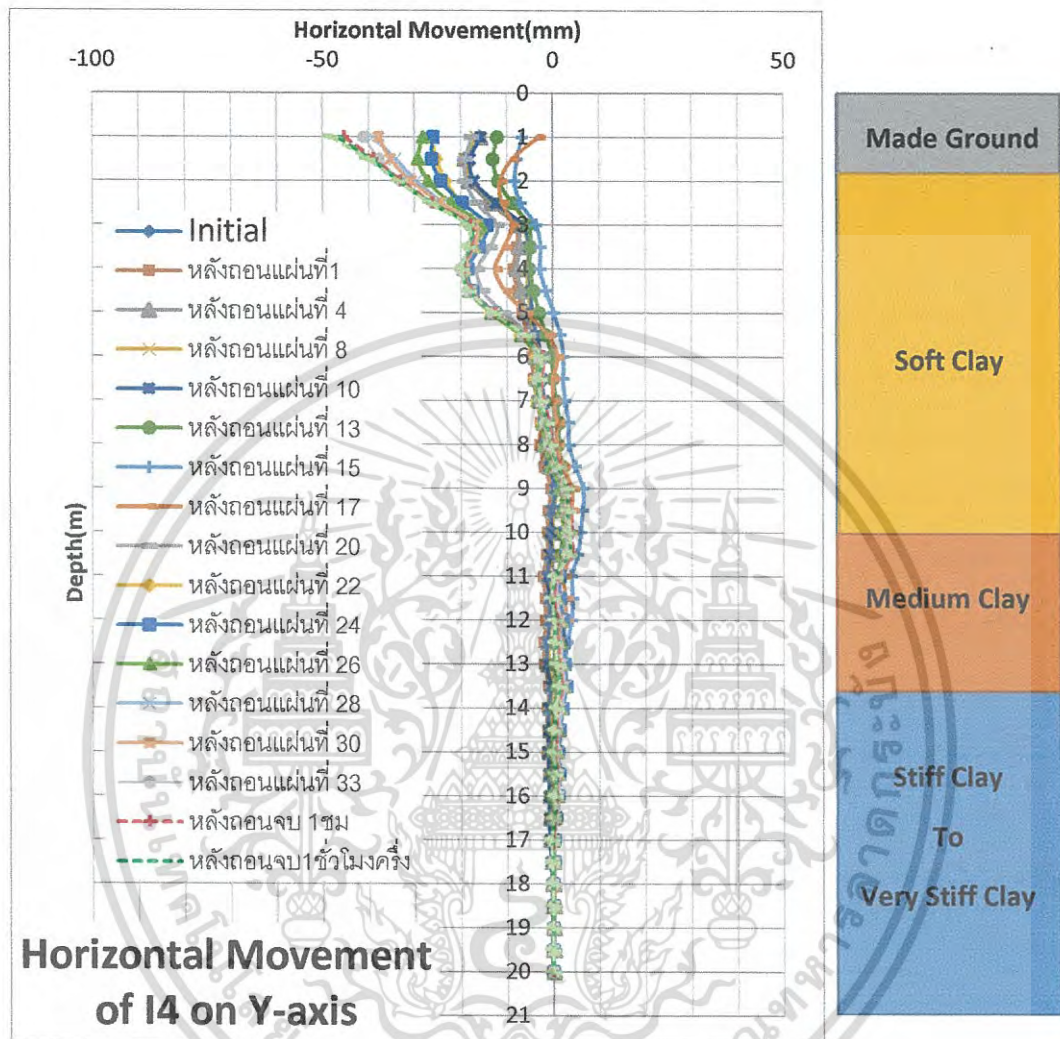 Horizontal Movement(mm)
-100 -50 0 50
0
1
2
3
4
5
6
7
8
9
10
11
12
13
14
15
16
17
18
19
20
21
Depth(m)
Initial
หลังถอนแผ่นที่1
หลังถอนแผ่นที่ 4
หลังถอนแผ่นที่ 8
หลังถอนแผ่นที่ 10
หลังถอนแผ่นที่ 13
หลังถอนแผ่นที่ 15
หลังถอนแผ่นที่ 17
หลังถอนแผ่นที่ 20
หลังถอนแผ่นที่ 22
หลังถอนแผ่นที่ 24
หลังถอนแผ่นที่ 26
หลังถอนแผ่นที่ 28
หลังถอนแผ่นที่ 30
หลังถอนแผ่นที่ 33
หลังถอนจบ 1ชม
หลังถอนจบ1ชั่วโมงครึ่ง
Horizontal Movement
of I4 on Y-axis
Made Ground
Soft Clay
Medium Clay
Stiff Clay
To
Very Stiff Clay